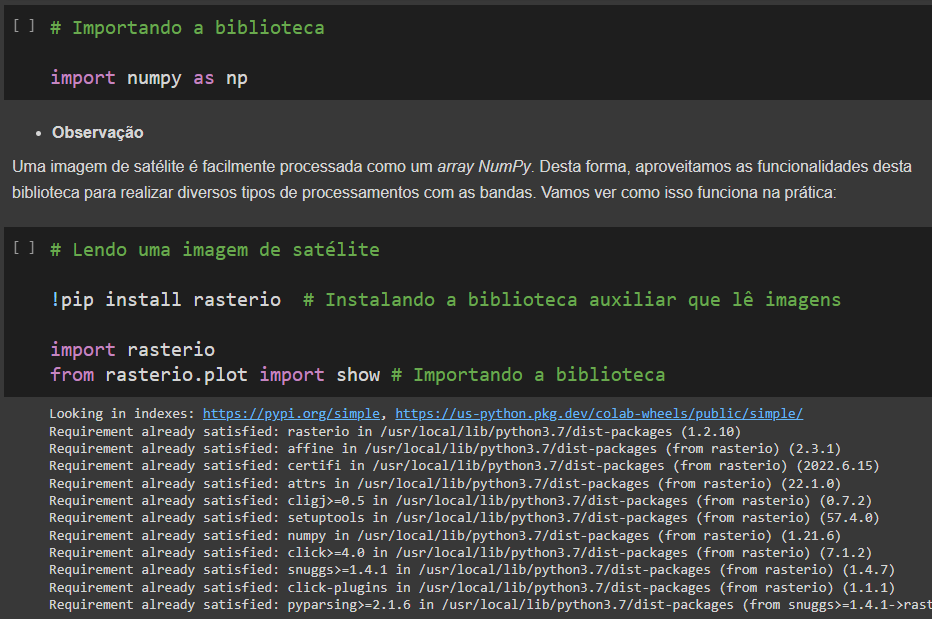 [ ] # Importando a biblioteca
import numpy as np
• Observação
Uma imagem de satélite é facilmente processada como um array NumPy. Desta forma, aproveitamos as funcionalidades desta
biblioteca para realizar diversos tipos de processamentos com as bandas. Vamos ver como isso funciona na prática:
[ ] # Lendo uma imagem de satélite
!pip install rasterio  # Instalando a biblioteca auxiliar que lê imagens
import rasterio
from rasterio.plot import show # Importando a biblioteca
Looking in indexes: https://pypi.org/simple, https://us-python.pkg.dev/colab-wheels/public/simple/
Requirement already satisfied: rasterio in /usr/local/lib/python3.7/dist-packages (1.2.10)
Requirement already satisfied: affine in /usr/local/lib/python3.7/dist-packages (from rasterio) (2.3.1)
Requirement already satisfied: certifi in /usr/local/lib/python3.7/dist-packages (from rasterio) (2022.6.15)
Requirement already satisfied: attrs in /usr/local/lib/python3.7/dist-packages (from rasterio) (22.1.0)
Requirement already satisfied: cligj>=0.5 in /usr/local/lib/python3.7/dist-packages (from rasterio) (0.7.2)
Requirement already satisfied: setuptools in /usr/local/lib/python3.7/dist-packages (from rasterio) (57.4.0)
Requirement already satisfied: numpy in /usr/local/lib/python3.7/dist-packages (from rasterio) (1.21.6)
Requirement already satisfied: click>=4.0 in /usr/local/lib/python3.7/dist-packages (from rasterio) (7.1.2)
Requirement already satisfied: snuggs>=1.4.1 in /usr/local/lib/python3.7/dist-packages (from rasterio) (1.4.7)
Requirement already satisfied: click-plugins in /usr/local/lib/python3.7/dist-packages (from rasterio) (1.1.1)
Requirement already satisfied: pyparsing>=2.1.6 in /usr/local/lib/python3.7/dist-packages (from snuggs>=1.4.1->rast